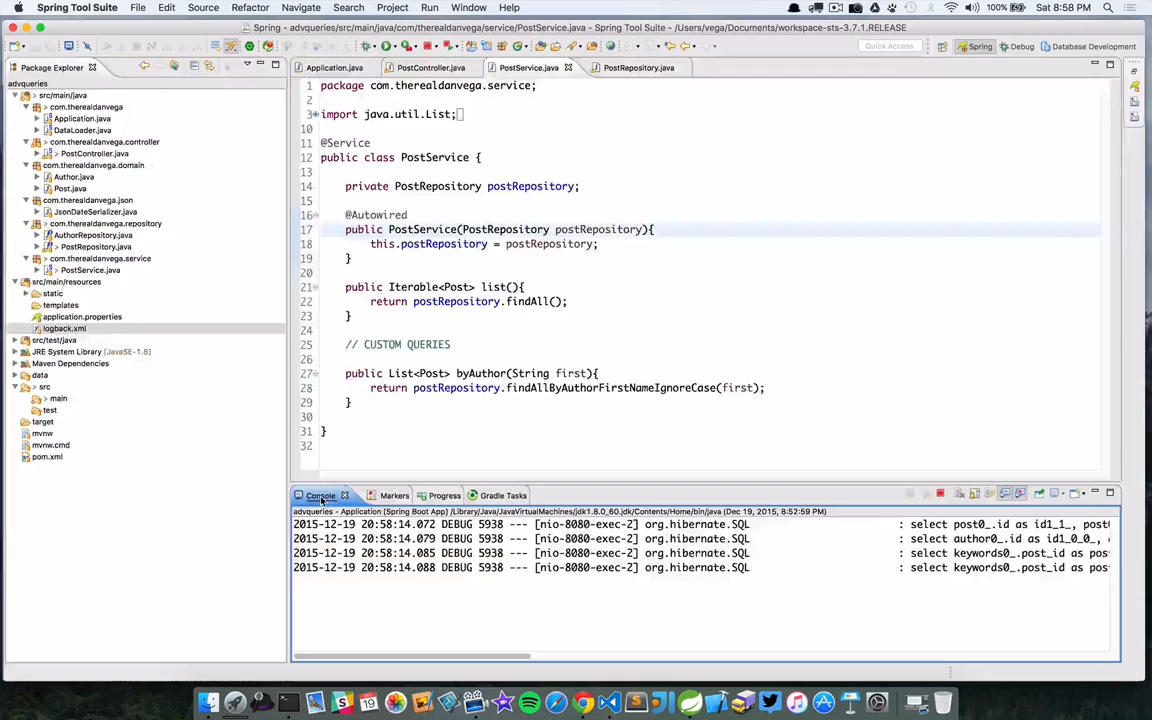 Spring Tool Suite File Edit Source Refactor Navigate Search Project Run Window Help 100% Sat 8:58 PM
Spring - advqueries/src/main/java/com/therealdanvega/service/PostService.java - Spring Tool Suite - /Users/vega/Documents/workspace-sts-3.7.1.RELEASE
Quick Access Spring Debug Database Development
Package Explorer
advqueries
src/main/java
com.therealdanvega
Application.java
DataLoader.java
com.therealdanvega.controller
PostController.java
com.therealdanvega.domain
Author.java
Post.java
com.therealdanvega.json
JsonDateSerializer.java
com.therealdanvega.repository
AuthorRepository.java
PostRepository.java
com.therealdanvega.service
PostService.java
src/main/resources
static
templates
application.properties
logback.xml
src/test/java
JRE System Library [JavaSE-1.8]
Maven Dependencies
data
src
main
test
target
mvnw
mvnw.cmd
pom.xml
Application.java PostController.java PostService.java PostRepository.java
1 package com.therealdanvega.service;
2
3 import java.util.List;
10
11 @Service
12 public class PostService {
13
14 private PostRepository postRepository;
15
16 @Autowired
17 public PostService(PostRepository postRepository){
18 this.postRepository = postRepository;
19 }
20
21 public Iterable<Post> list(){
22 return postRepository.findAll();
23 }
24
25 // CUSTOM QUERIES
26
27 public List<Post> byAuthor(String first){
28 return postRepository.findAllByAuthorFirstNameIgnoreCase(first);
29 }
30
31 }
32
Console Markers Progress Gradle Tasks
advqueries - Application [Spring Boot App] /Library/Java/JavaVirtualMachines/jdk1.8.0_60.jdk/Contents/Home/bin/java (Dec 19, 2015, 8:52:59 PM)
2015-12-19 20:58:14.072 DEBUG 5938 --- [nio-8080-exec-2] org.hibernate.SQL : select post0_.id as id1_1_, post
2015-12-19 20:58:14.079 DEBUG 5938 --- [nio-8080-exec-2] org.hibernate.SQL : select author0_.id as id1_0_0_,
2015-12-19 20:58:14.085 DEBUG 5938 --- [nio-8080-exec-2] org.hibernate.SQL : select keywords0_.post_id as pos
2015-12-19 20:58:14.088 DEBUG 5938 --- [nio-8080-exec-2] org.hibernate.SQL : select keywords0_.post_id as pos
19